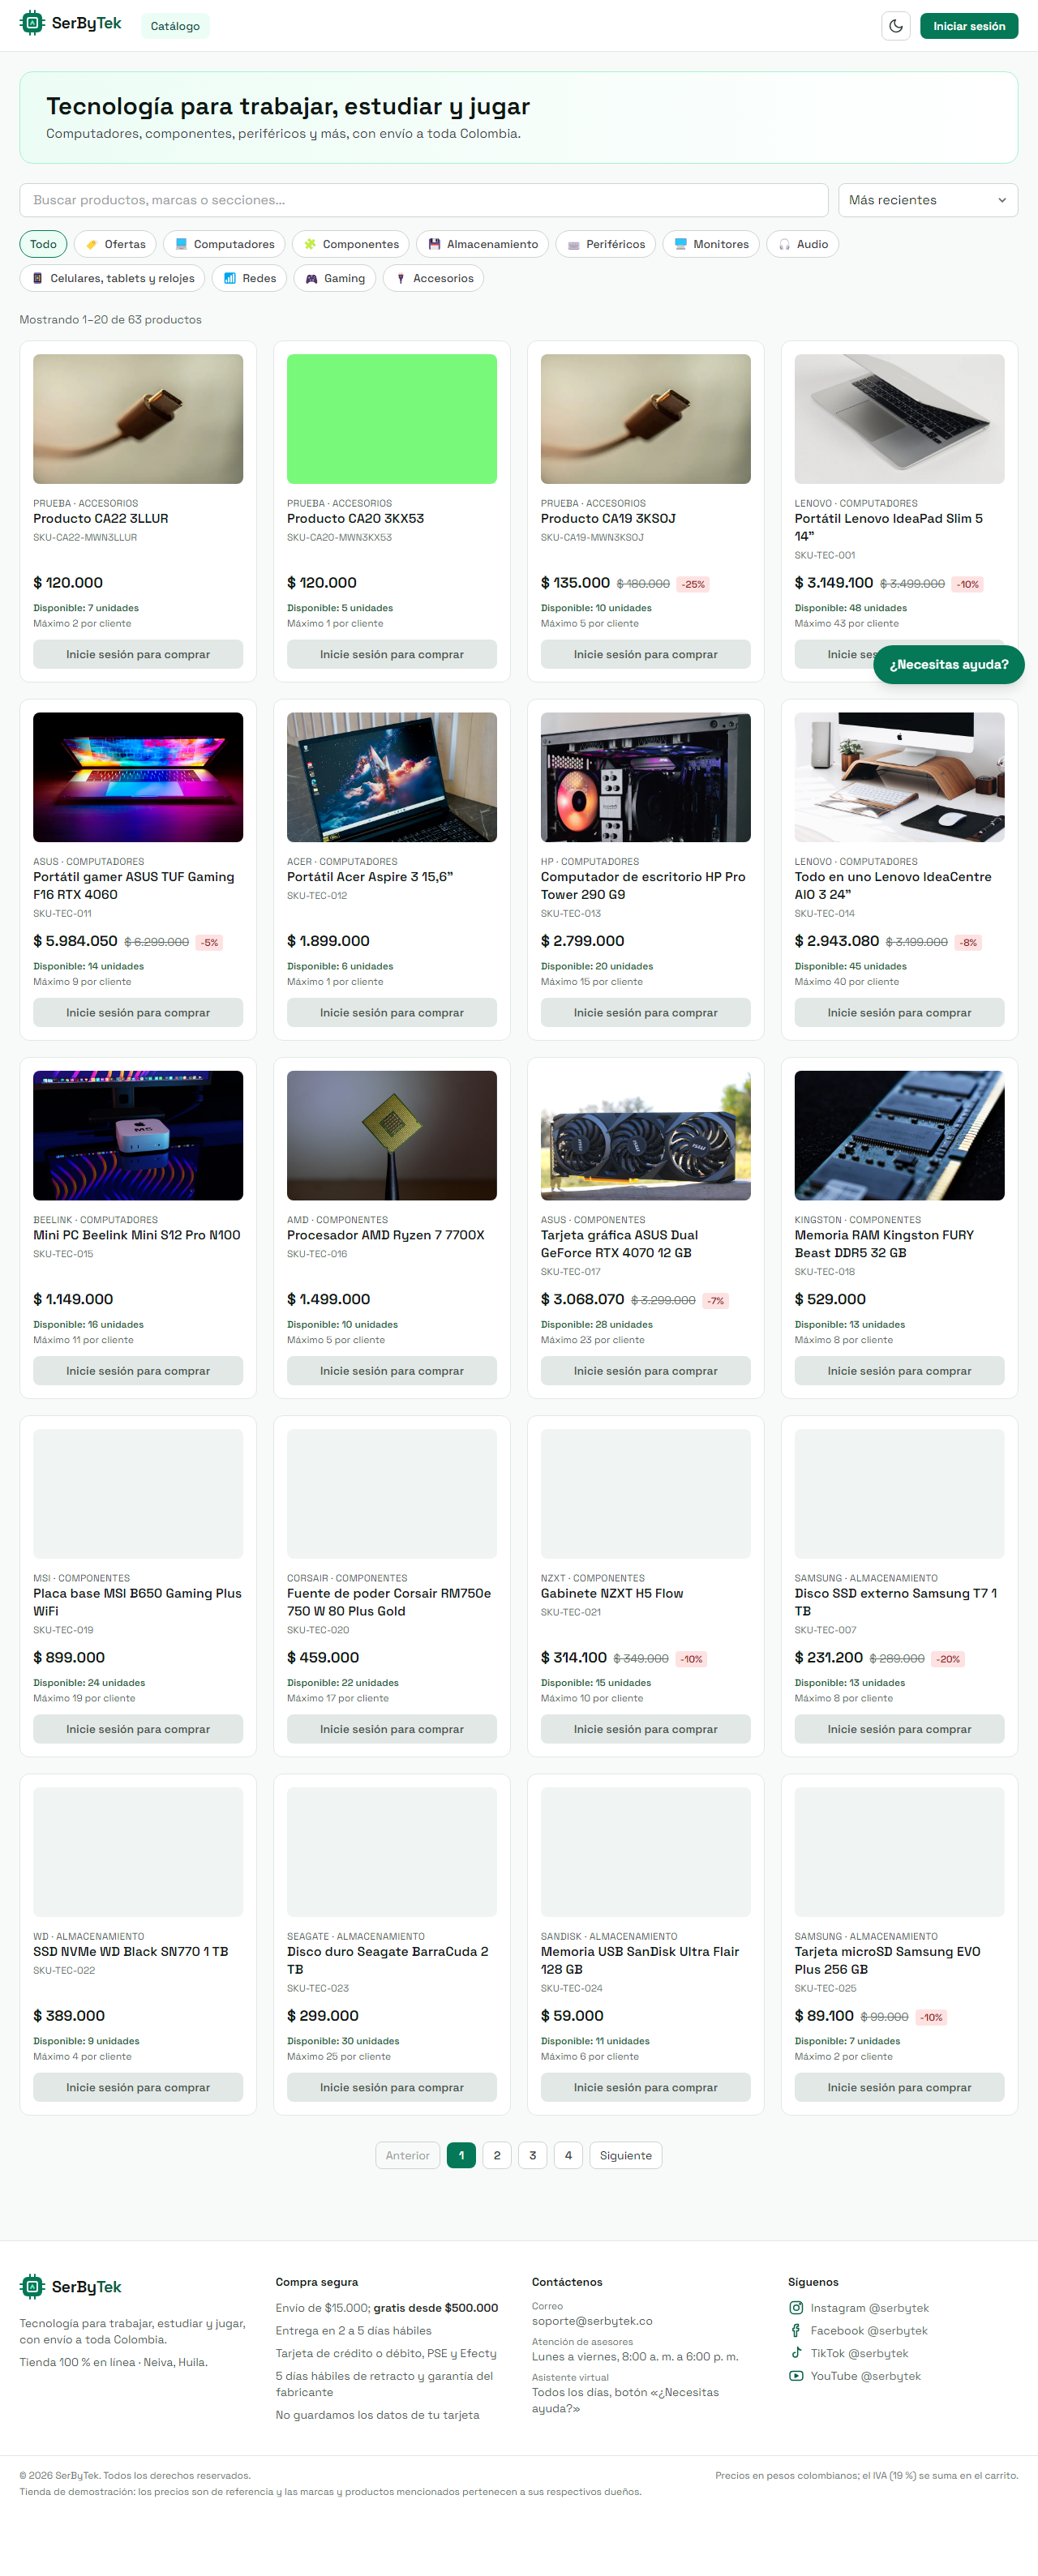 SerByTek
Catálogo
Iniciar sesión
Tecnología para trabajar, estudiar y jugar
Computadores, componentes, periféricos y más, con envío a toda Colombia.
Buscar productos, marcas o secciones...
Más recientes
Todo
Ofertas
Computadores
Componentes
Almacenamiento
Periféricos
Monitores
Audio
Celulares, tablets y relojes
Redes
Gaming
Accesorios
Mostrando 1–20 de 63 productos
PRUEBA · ACCESORIOS
Producto CA22 3LLUR
SKU-CA22-MWN3LLUR
$ 120.000
Disponible: 7 unidades
Máximo 2 por cliente
Inicie sesión para comprar
PRUEBA · ACCESORIOS
Producto CA20 3KX53
SKU-CA20-MWN3KX53
$ 120.000
Disponible: 5 unidades
Máximo 1 por cliente
Inicie sesión para comprar
PRUEBA · ACCESORIOS
Producto CA19 3KSOJ
SKU-CA19-MWN3KSOJ
$ 135.000 $ 180.000 -25%
Disponible: 10 unidades
Máximo 5 por cliente
Inicie sesión para comprar
LENOVO · COMPUTADORES
Portátil Lenovo IdeaPad Slim 5
14”
SKU-TEC-001
$ 3.149.100 $ 3.499.000 -10%
Disponible: 48 unidades
Máximo 43 por cliente
Inicie ses
¿Necesitas ayuda?
ASUS · COMPUTADORES
Portátil gamer ASUS TUF Gaming
F16 RTX 4060
SKU-TEC-011
$ 5.984.050 $ 6.299.000 -5%
Disponible: 14 unidades
Máximo 9 por cliente
Inicie sesión para comprar
ACER · COMPUTADORES
Portátil Acer Aspire 3 15,6”
SKU-TEC-012
$ 1.899.000
Disponible: 6 unidades
Máximo 1 por cliente
Inicie sesión para comprar
HP · COMPUTADORES
Computador de escritorio HP Pro
Tower 290 G9
SKU-TEC-013
$ 2.799.000
Disponible: 20 unidades
Máximo 15 por cliente
Inicie sesión para comprar
LENOVO · COMPUTADORES
Todo en uno Lenovo IdeaCentre
AIO 3 24”
SKU-TEC-014
$ 2.943.080 $ 3.199.000 -8%
Disponible: 45 unidades
Máximo 40 por cliente
Inicie sesión para comprar
BEELINK · COMPUTADORES
Mini PC Beelink Mini S12 Pro N100
SKU-TEC-015
$ 1.149.000
Disponible: 16 unidades
Máximo 11 por cliente
Inicie sesión para comprar
AMD · COMPONENTES
Procesador AMD Ryzen 7 7700X
SKU-TEC-016
$ 1.499.000
Disponible: 10 unidades
Máximo 5 por cliente
Inicie sesión para comprar
ASUS · COMPONENTES
Tarjeta gráfica ASUS Dual
GeForce RTX 4070 12 GB
SKU-TEC-017
$ 3.068.070 $ 3.299.000 -7%
Disponible: 28 unidades
Máximo 23 por cliente
Inicie sesión para comprar
KINGSTON · COMPONENTES
Memoria RAM Kingston FURY
Beast DDR5 32 GB
SKU-TEC-018
$ 529.000
Disponible: 13 unidades
Máximo 8 por cliente
Inicie sesión para comprar
MSI · COMPONENTES
Placa base MSI B650 Gaming Plus
WiFi
SKU-TEC-019
$ 899.000
Disponible: 24 unidades
Máximo 19 por cliente
Inicie sesión para comprar
CORSAIR · COMPONENTES
Fuente de poder Corsair RM750e
750 W 80 Plus Gold
SKU-TEC-020
$ 459.000
Disponible: 22 unidades
Máximo 17 por cliente
Inicie sesión para comprar
NZXT · COMPONENTES
Gabinete NZXT H5 Flow
SKU-TEC-021
$ 314.100 $ 349.000 -10%
Disponible: 15 unidades
Máximo 10 por cliente
Inicie sesión para comprar
SAMSUNG · ALMACENAMIENTO
Disco SSD externo Samsung T7 1
TB
SKU-TEC-007
$ 231.200 $ 289.000 -20%
Disponible: 13 unidades
Máximo 8 por cliente
Inicie sesión para comprar
WD · ALMACENAMIENTO
SSD NVMe WD Black SN770 1 TB
SKU-TEC-022
$ 389.000
Disponible: 9 unidades
Máximo 4 por cliente
Inicie sesión para comprar
SEAGATE · ALMACENAMIENTO
Disco duro Seagate BarraCuda 2
TB
SKU-TEC-023
$ 299.000
Disponible: 30 unidades
Máximo 25 por cliente
Inicie sesión para comprar
SANDISK · ALMACENAMIENTO
Memoria USB SanDisk Ultra Flair
128 GB
SKU-TEC-024
$ 59.000
Disponible: 11 unidades
Máximo 6 por cliente
Inicie sesión para comprar
SAMSUNG · ALMACENAMIENTO
Tarjeta microSD Samsung EVO
Plus 256 GB
SKU-TEC-025
$ 89.100 $ 99.000 -10%
Disponible: 7 unidades
Máximo 2 por cliente
Inicie sesión para comprar
Anterior 1 2 3 4 Siguiente
SerByTek
Tecnología para trabajar, estudiar y jugar,
con envío a toda Colombia.
Tienda 100 % en línea · Neiva, Huila.
Compra segura
Envío de $15.000; gratis desde $500.000
Entrega en 2 a 5 días hábiles
Tarjeta de crédito o débito, PSE y Efecty
5 días hábiles de retracto y garantía del
fabricante
No guardamos los datos de tu tarjeta
Contáctenos
Correo
soporte@serbytek.co
Atención de asesores
Lunes a viernes, 8:00 a. m. a 6:00 p. m.
Asistente virtual
Todos los días, botón «¿Necesitas
ayuda?»
Síguenos
Instagram @serbytek
Facebook @serbytek
TikTok @serbytek
YouTube @serbytek
© 2026 SerByTek. Todos los derechos reservados.
Precios en pesos colombianos; el IVA (19 %) se suma en el carrito.
Tienda de demostración: los precios son de referencia y las marcas y productos mencionados pertenecen a sus respectivos dueños.